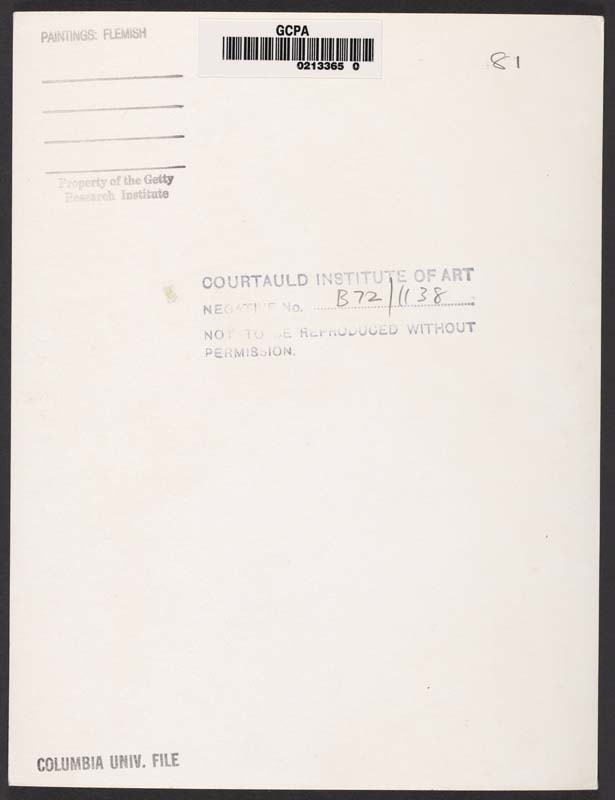 PAINTINGS: FLEMISH
GCPA
0213365 0
81
Property of the Getty
Research Institute
COURTAULD INSTITUTE OF ART
NEGATIVE No. B72/1138
NOT TO BE REPRODUCED WITHOUT
PERMISSION.
COLUMBIA UNIV. FILE